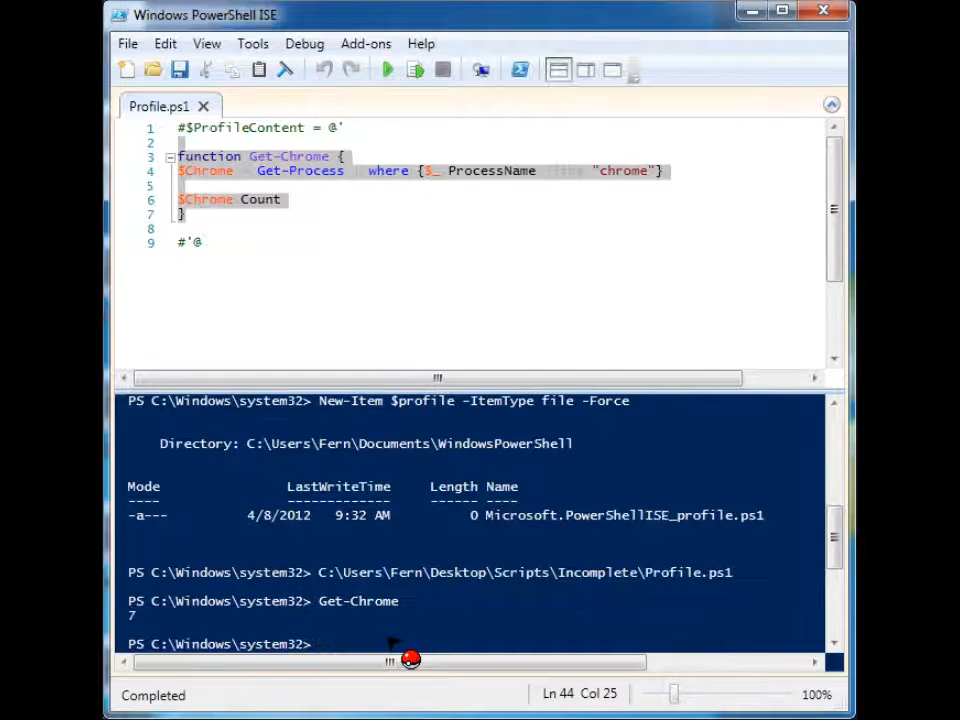 Windows PowerShell ISE
File Edit View Tools Debug Add-ons Help
Profile.ps1
1 #$ProfileContent = @'
2
3 function Get-Chrome {
4 $Chrome Get-Process where {$_ ProcessName "chrome"}
5
6 $Chrome Count
7 }
8
9 #'@
PS C:\Windows\system32> New-Item $profile -ItemType file -Force
Directory: C:\Users\Fern\Documents\WindowsPowerShell
Mode LastWriteTime Length Name
---- ------------- ------ ----
-a--- 4/8/2012 9:32 AM 0 Microsoft.PowerShellISE_profile.ps1
PS C:\Windows\system32> C:\Users\Fern\Desktop\Scripts\Incomplete\Profile.ps1
PS C:\Windows\system32> Get-Chrome
7
PS C:\Windows\system32>
Completed Ln 44 Col 25 100%